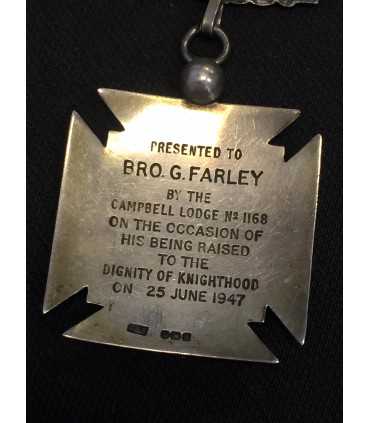 PRESENTED TO
BRO. G. FARLEY
BY THE
CAMPBELL LODGE Nº 1168
ON THE OCCASION OF
HIS BEING RAISED
TO THE
DIGNITY OF KNIGHTHOOD
ON 25 JUNE 1947